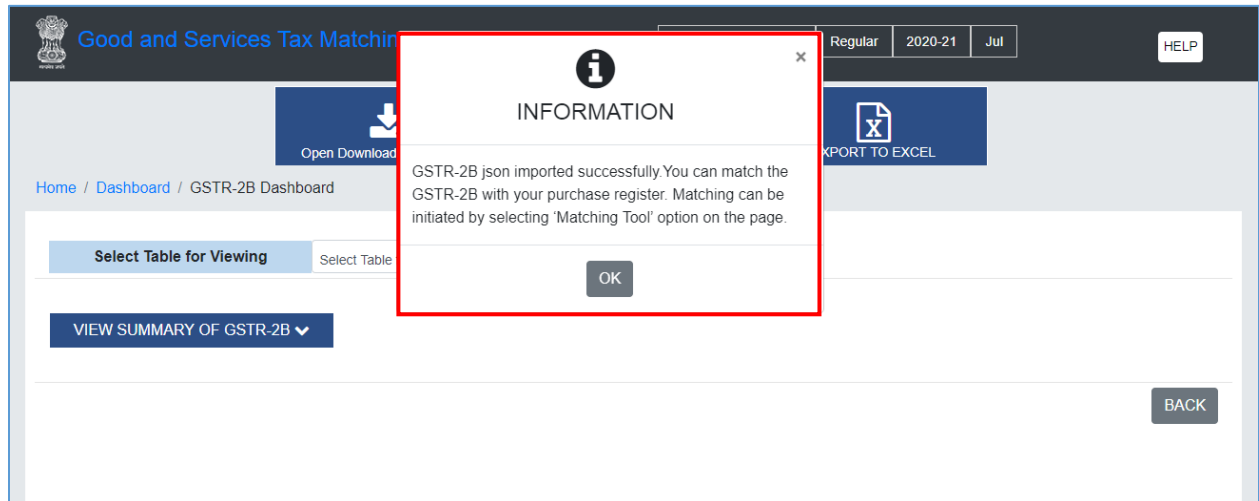 Good and Services Tax Matchin
Regular 2020-21 Jul
HELP
×
INFORMATION
Open Download
XPORT TO EXCEL
GSTR-2B json imported successfully.You can match the
GSTR-2B with your purchase register. Matching can be
initiated by selecting ‘Matching Tool’ option on the page.
OK
Home / Dashboard / GSTR-2B Dashboard
Select Table for Viewing
Select Table
VIEW SUMMARY OF GSTR-2B
BACK